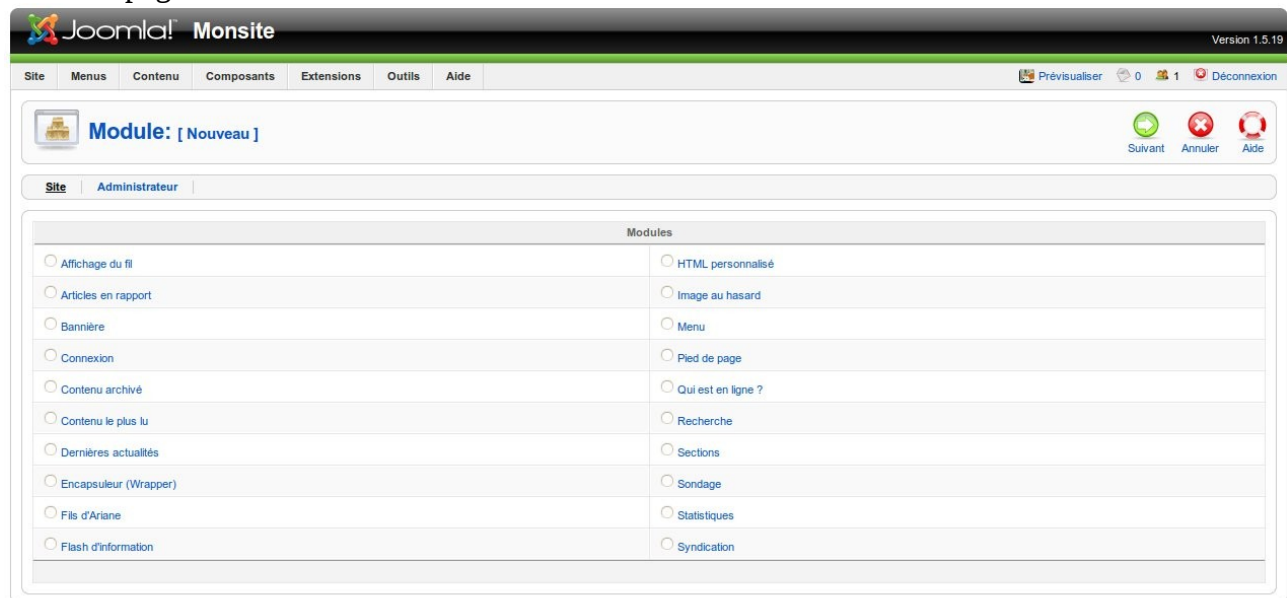 Joomla! Monsite
Version 1.5.19
Site Menus Contenu Composants Extensions Outils Aide Prévisualiser 0 1 Déconnexion
Module: [ Nouveau ]
Suivant Annuler Aide
Site Administrateur
Modules
Affichage du fil HTML personnalisé
Articles en rapport Image au hasard
Bannière Menu
Connexion Pied de page
Contenu archivé Qui est en ligne ?
Contenu le plus lu Recherche
Dernières actualités Sections
Encapsuleur (Wrapper) Sondage
Fils d'Ariane Statistiques
Flash d'information Syndication